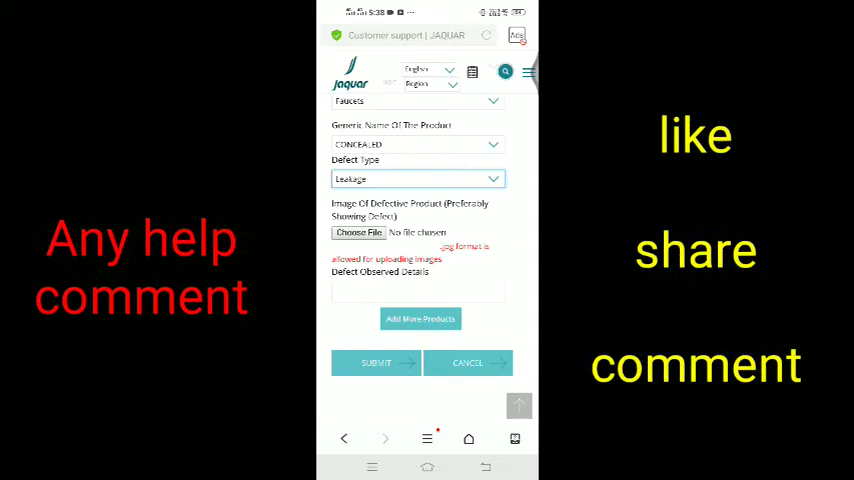 5:38
Customer support | JAQUAR
Ads
Jaquar
English
Region
Faucets
Generic Name Of The Product
CONCEALED
Defect Type
Leakage
Image Of Defective Product (Preferably
Showing Defect)
Choose File No file chosen
.jpg format is
allowed for uploading images
Defect Observed Details
Add More Products
SUBMIT
CANCEL
Any help
comment
like
share
comment